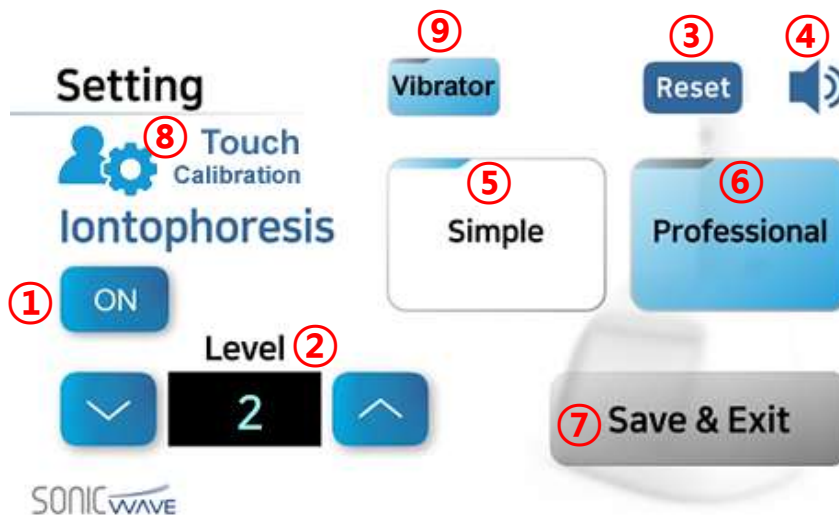 ⑨
③
④
Setting
Vibrator
Reset
⑧
Touch
Calibration
⑤
Simple
⑥
Professional
Iontophoresis
①
ON
Level ②
2
⑦
Save & Exit
SONICWAVE